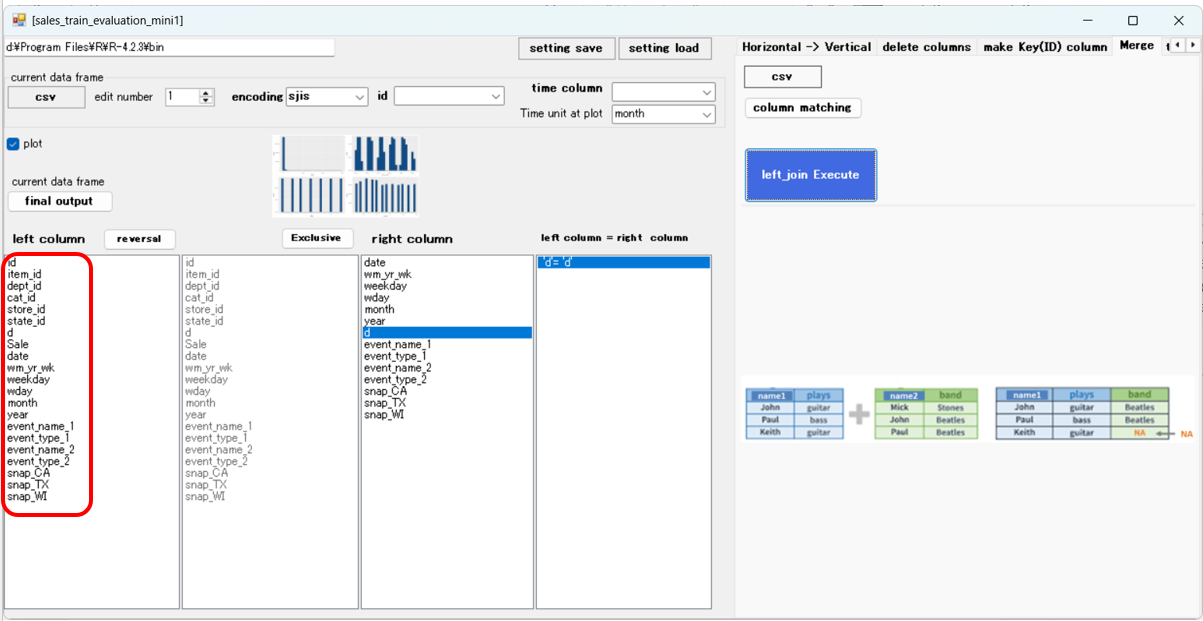 [sales_train_evaluation_mini1]
d:¥Program Files¥R¥R-4.2.3¥bin
setting save
setting load
current data frame
csv
edit number
1
encoding
sjis
id
time column
Time unit at plot
month
plot
current data frame
final output
left column
reversal
Exclusive
right column
left column = right column
id
item_id
dept_id
cat_id
store_id
state_id
d
Sale
date
wm_yr_wk
weekday
wday
month
year
event_name_1
event_type_1
event_name_2
event_type_2
snap_CA
snap_TX
snap_WI
id
item_id
dept_id
cat_id
store_id
state_id
d
Sale
date
wm_yr_wk
weekday
wday
month
year
event_name_1
event_type_1
event_name_2
event_type_2
snap_CA
snap_TX
snap_WI
date
wm_yr_wk
weekday
wday
month
year
d
event_name_1
event_type_1
event_name_2
event_type_2
snap_CA
snap_TX
snap_WI
'd'= 'd'
Horizontal -> Vertical
delete columns
make Key(ID) column
Merge
csv
column matching
left_join Execute
name1 plays
John guitar
Paul bass
Keith guitar
name2 band
Mick Stones
John Beatles
Paul Beatles
name1 plays band
John guitar Beatles
Paul bass Beatles
Keith guitar NA
NA